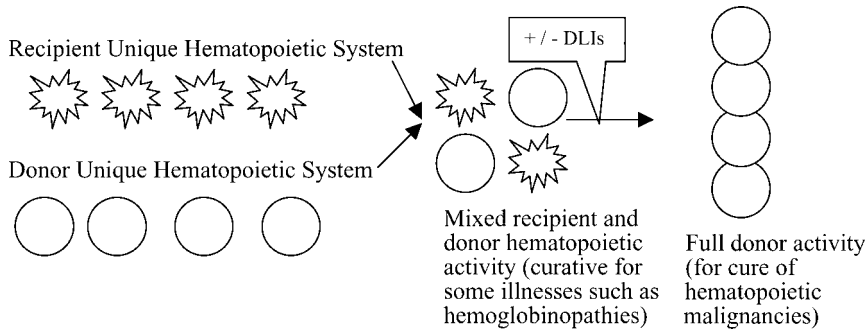 Recipient Unique Hematopoietic System
+ / - DLIs
Donor Unique Hematopoietic System
Mixed recipient and
donor hematopoietic
activity (curative for
some illnesses such as
hemoglobinopathies)
Full donor activity
(for cure of
hematopoietic
malignancies)